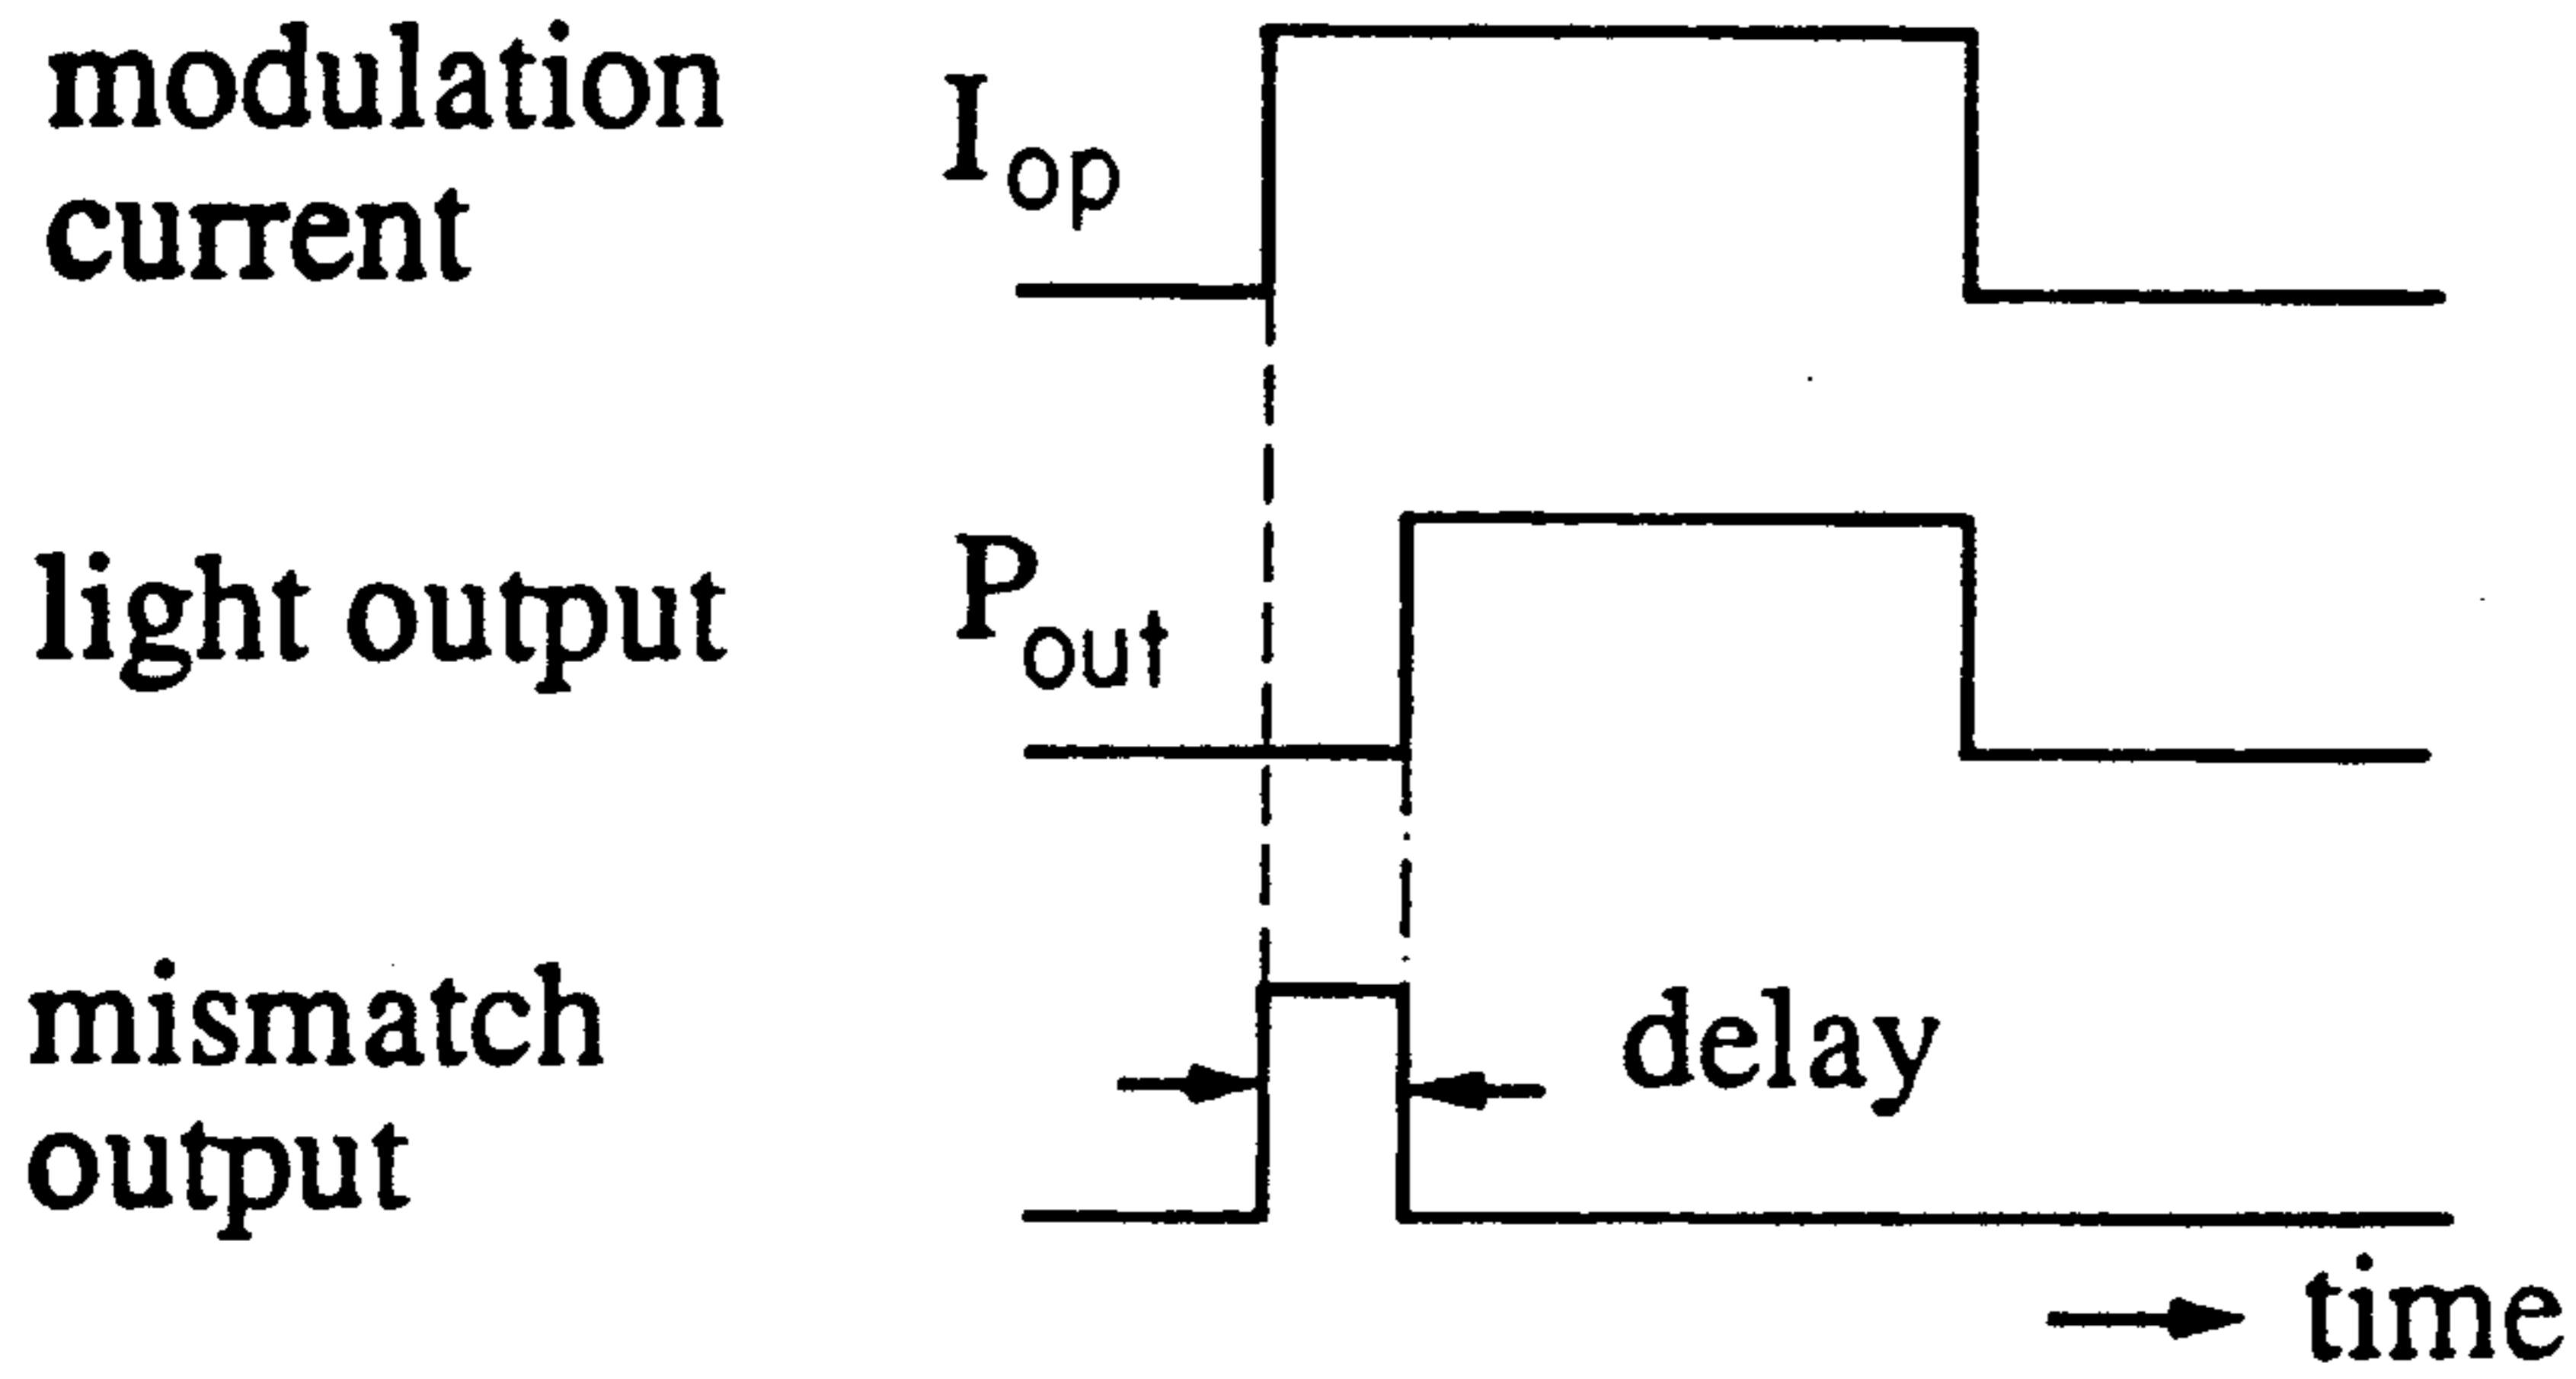 modulation
current
I_op
light output
P_out
mismatch
output
delay
time